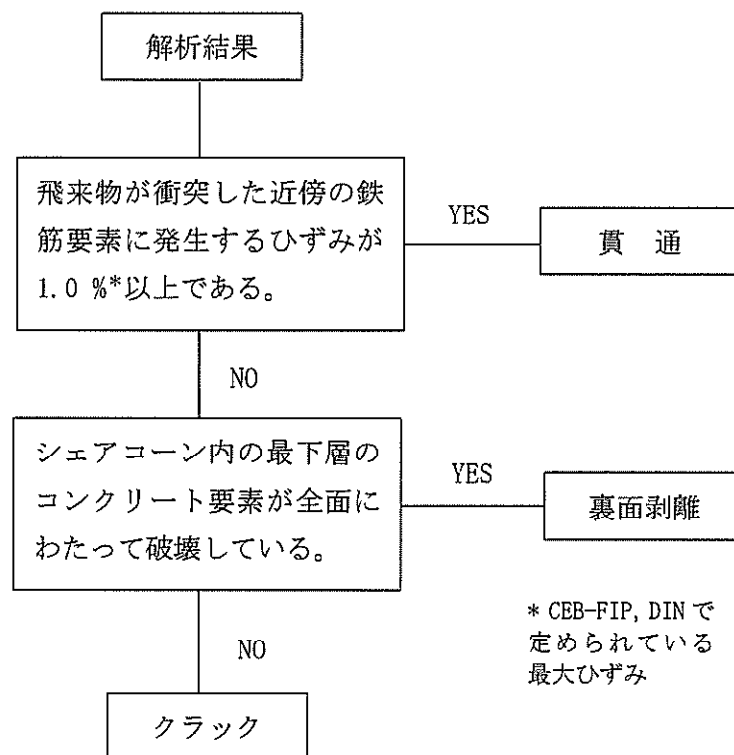 解析結果
飛来物が衝突した近傍の鉄
筋要素に発生するひずみが
1.0 %*以上である。
YES
貫　通
NO
シェアコーン内の最下層の
コンクリート要素が全面に
わたって破壊している。
YES
裏面剥離
NO
* CEB-FIP, DIN で
定められている
最大ひずみ
クラック